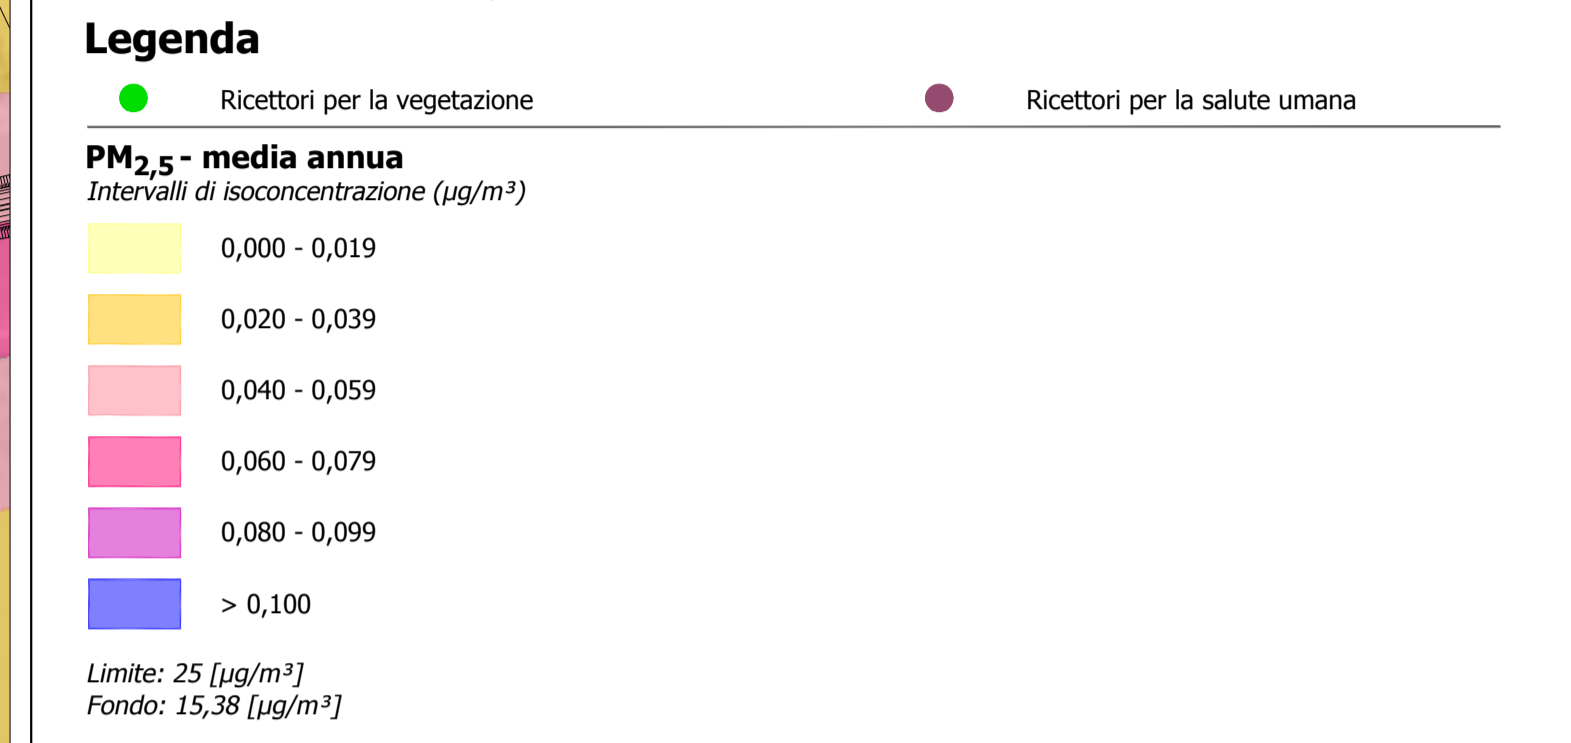 Legenda
Ricettori per la vegetazione
Ricettori per la salute umana
PM2,5 - media annua
Intervalli di isoconcentrazione (µg/m³)
0,000 - 0,019
0,020 - 0,039
0,040 - 0,059
0,060 - 0,079
0,080 - 0,099
> 0,100
Limite: 25 [µg/m³]
Fondo: 15,38 [µg/m³]